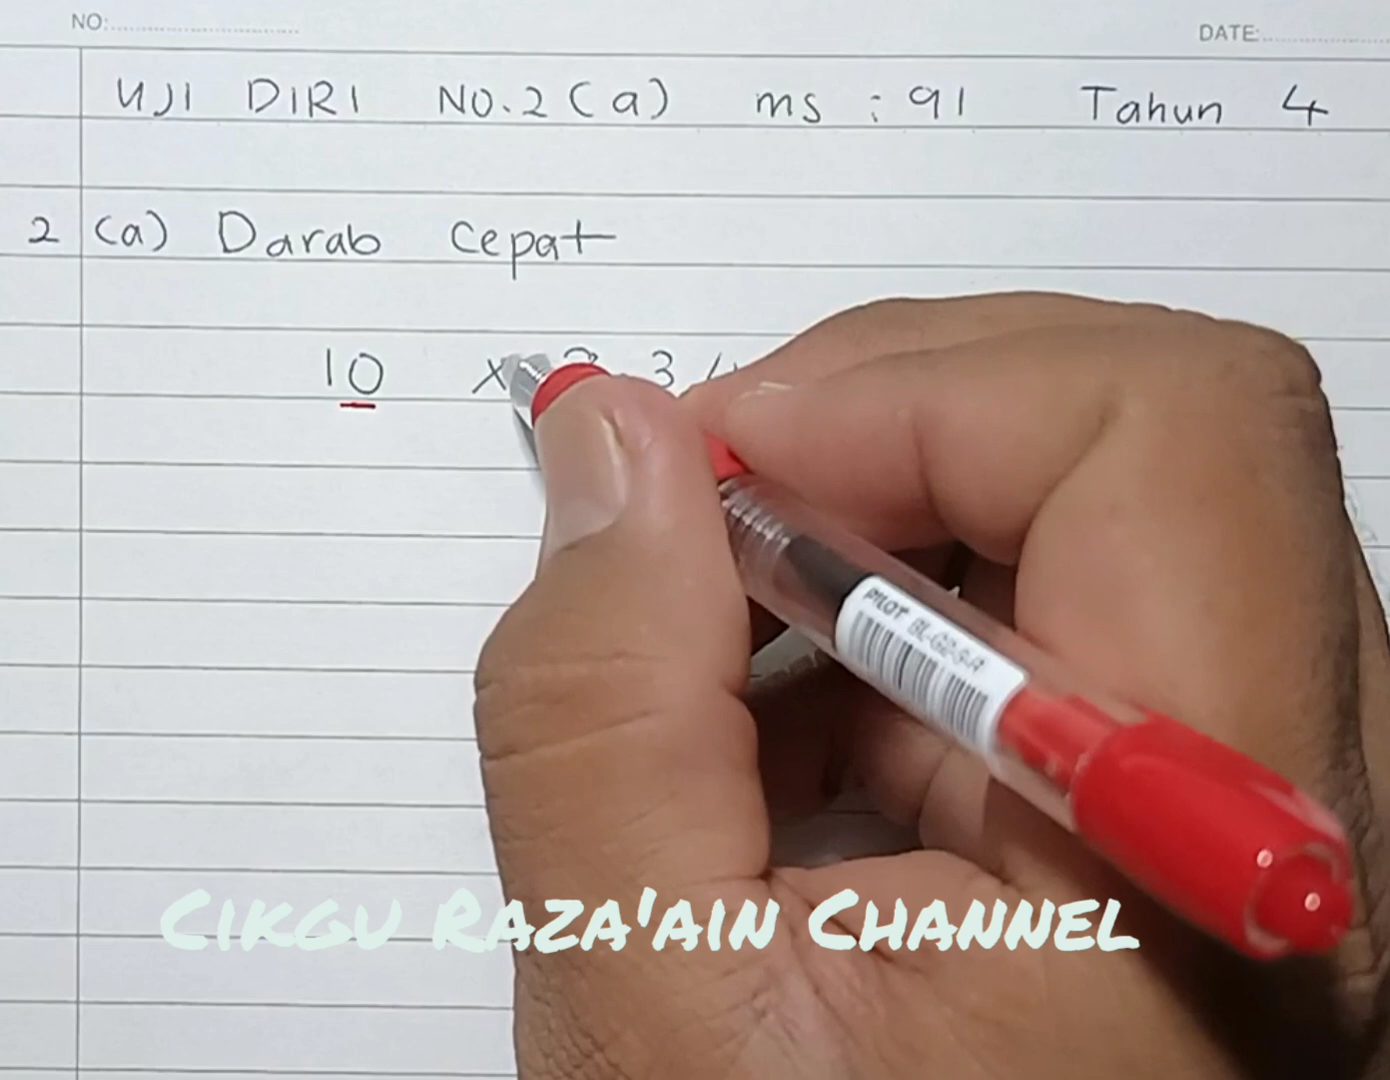 NO:
DATE:
UJI DIRI NO.2(a) ms : 91 Tahun 4
2 (a) Darab Cepat
10 x 3
PILOT BL-G2-5-A
CIKGU RAZA'AIN CHANNEL